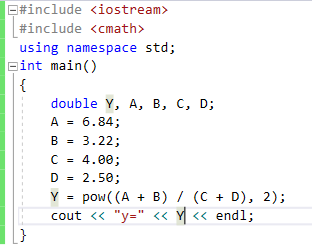 #include <iostream>
#include <cmath>
using namespace std;
int main()
{
double Y, A, B, C, D;
A = 6.84;
B = 3.22;
C = 4.00;
D = 2.50;
Y = pow((A + B) / (C + D), 2);
cout << "y=" << Y << endl;
}